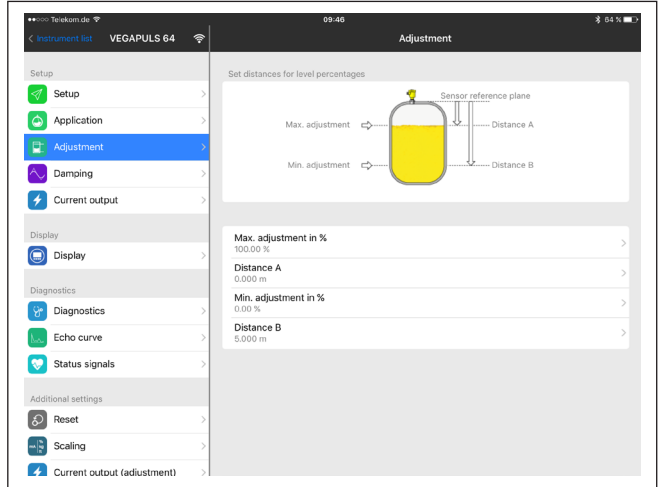 Telekom.de
09:46
64 %
Instrument list
VEGAPULS 64
Adjustment
Setup
Setup
Application
Adjustment
Damping
Current output
Display
Display
Diagnostics
Diagnostics
Echo curve
Status signals
Additional settings
Reset
Scaling
Current output (adjustment)
Set distances for level percentages
Sensor reference plane
Max. adjustment
Distance A
Min. adjustment
Distance B
Max. adjustment in %
100.00 %
Distance A
0.000 m
Min. adjustment in %
0.00 %
Distance B
5.000 m